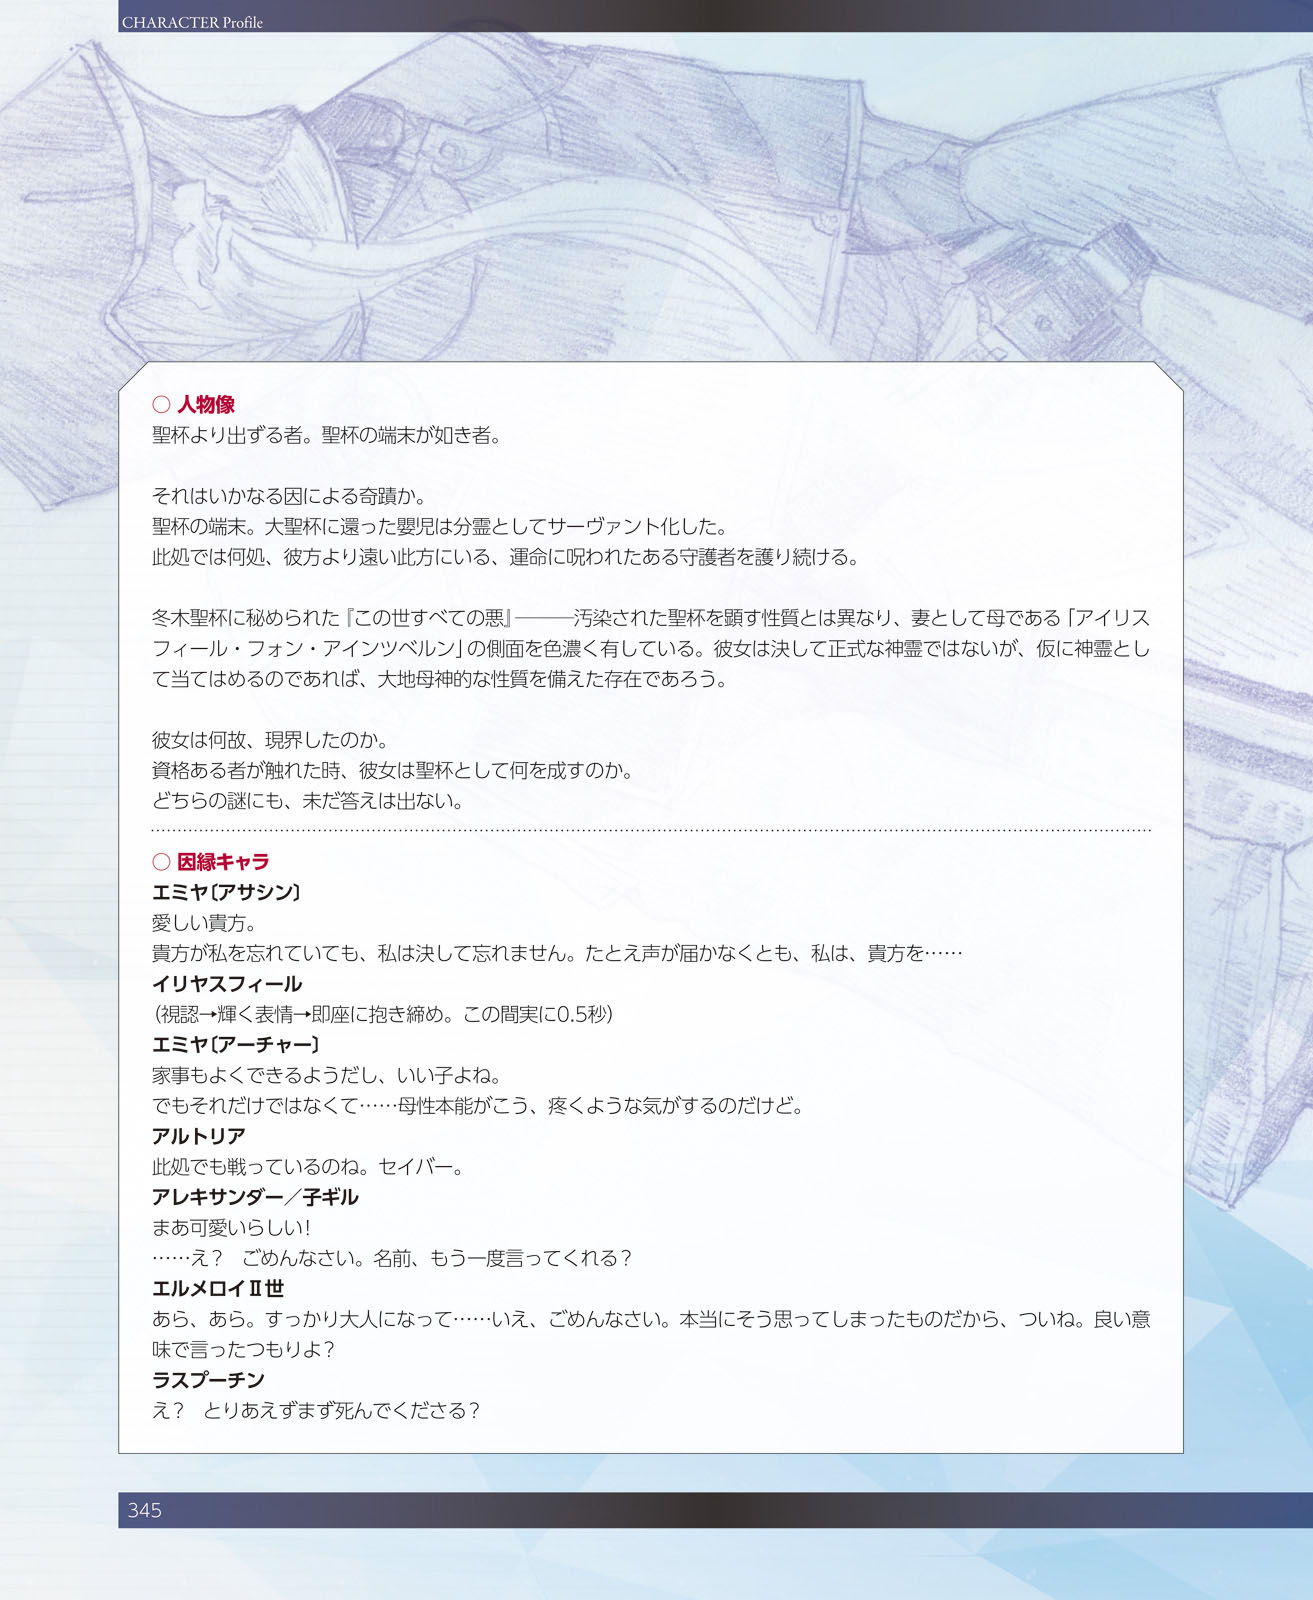 CHARACTER Profile
○ 人物像
聖杯より出ずる者。聖杯の端末が如き者。
それはいかなる因による奇蹟か。
聖杯の端末。大聖杯に還った嬰児は分霊としてサーヴァント化した。
此処では何処、彼方より遠い此方にいる、運命に呪われたある守護者を護り続ける。
冬木聖杯に秘められた『この世すべての悪』―――汚染された聖杯を顕す性質とは異なり、妻として母である「アイリス
フィール・フォン・アインツベルン」の側面を色濃く有している。彼女は決して正式な神霊ではないが、仮に神霊とし
て当てはめるのであれば、大地母神的な性質を備えた存在であろう。
彼女は何故、現界したのか。
資格ある者が触れた時、彼女は聖杯として何を成すのか。
どちらの謎にも、未だ答えは出ない。
○ 因縁キャラ
エミヤ〔アサシン〕
愛しい貴方。
貴方が私を忘れていても、私は決して忘れません。たとえ声が届かなくとも、私は、貴方を……
イリヤスフィール
（視認→輝く表情→即座に抱き締め。この間実に0.5秒）
エミヤ〔アーチャー〕
家事もよくできるようだし、いい子よね。
でもそれだけではなくて……母性本能がこう、疼くような気がするのだけど。
アルトリア
此処でも戦っているのね。セイバー。
アレキサンダー／子ギル
まあ可愛いらしい！
……え？　ごめんなさい。名前、もう一度言ってくれる？
エルメロイⅡ世
あら、あら。すっかり大人になって……いえ、ごめんなさい。本当にそう思ってしまったものだから、ついね。良い意
味で言ったつもりよ？
ラスプーチン
え？　とりあえずまず死んでくださる？
345